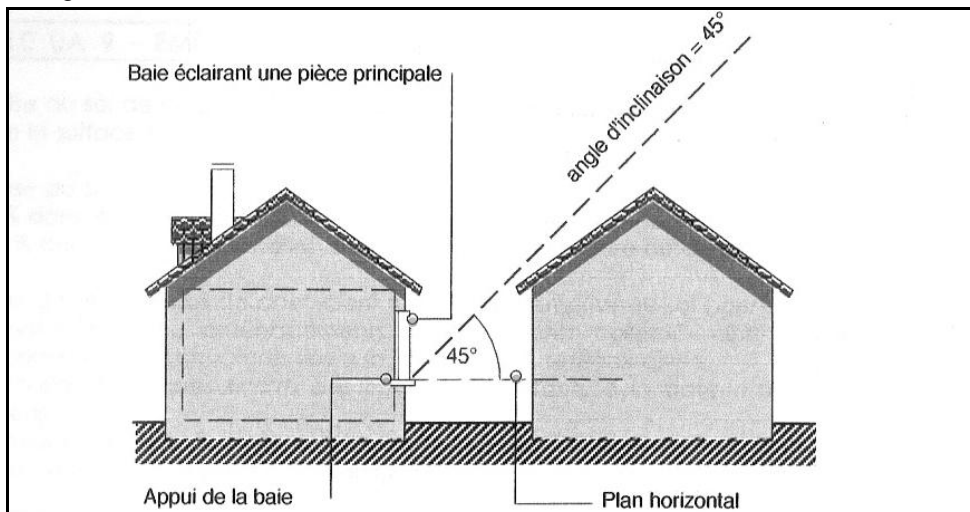 Baie éclairant une pièce principale
angle d'inclinaison = 45°
45°
Appui de la baie
Plan horizontal